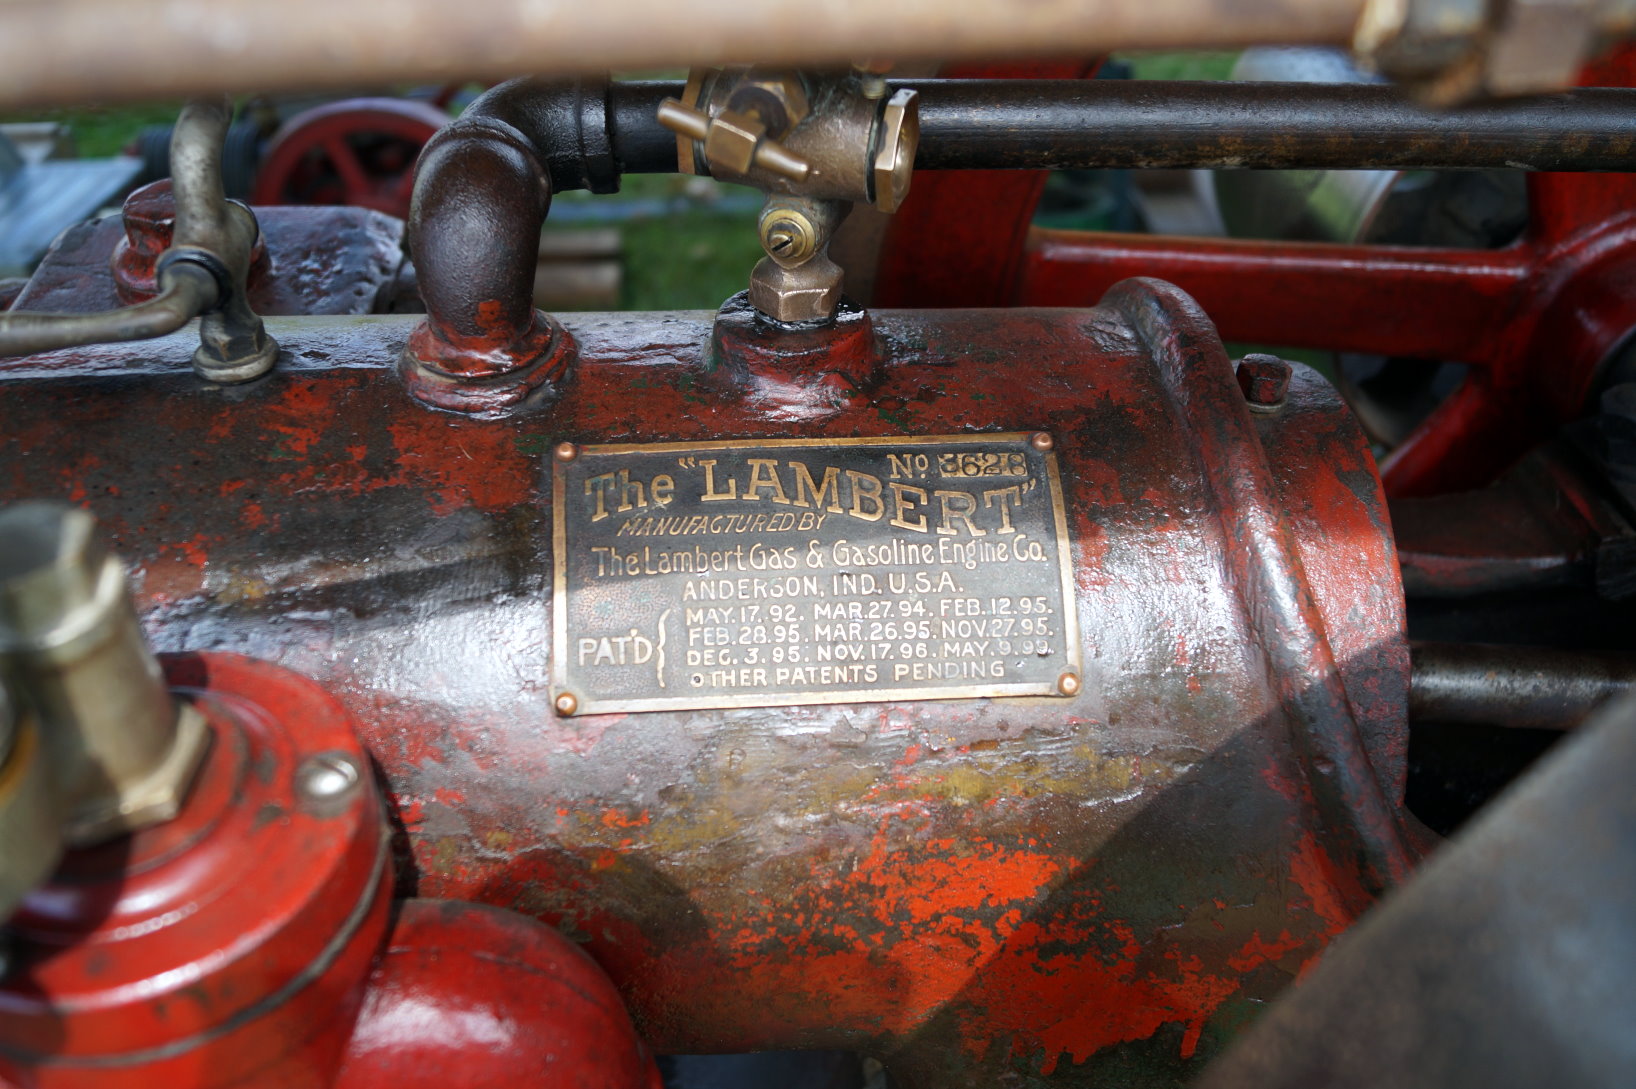 No 3628
The "LAMBERT"
MANUFACTURED BY
The Lambert Gas & Gasoline Engine Co.
ANDERSON, IND. U.S.A.
PAT'D
MAY. 17. 92. MAR. 27. 94. FEB. 12. 95.
FEB. 28. 95. MAR. 26. 95. NOV. 27. 95.
DEC. 3. 95. NOV. 17. 96. MAY. 9. 99.
OTHER PATENTS PENDING